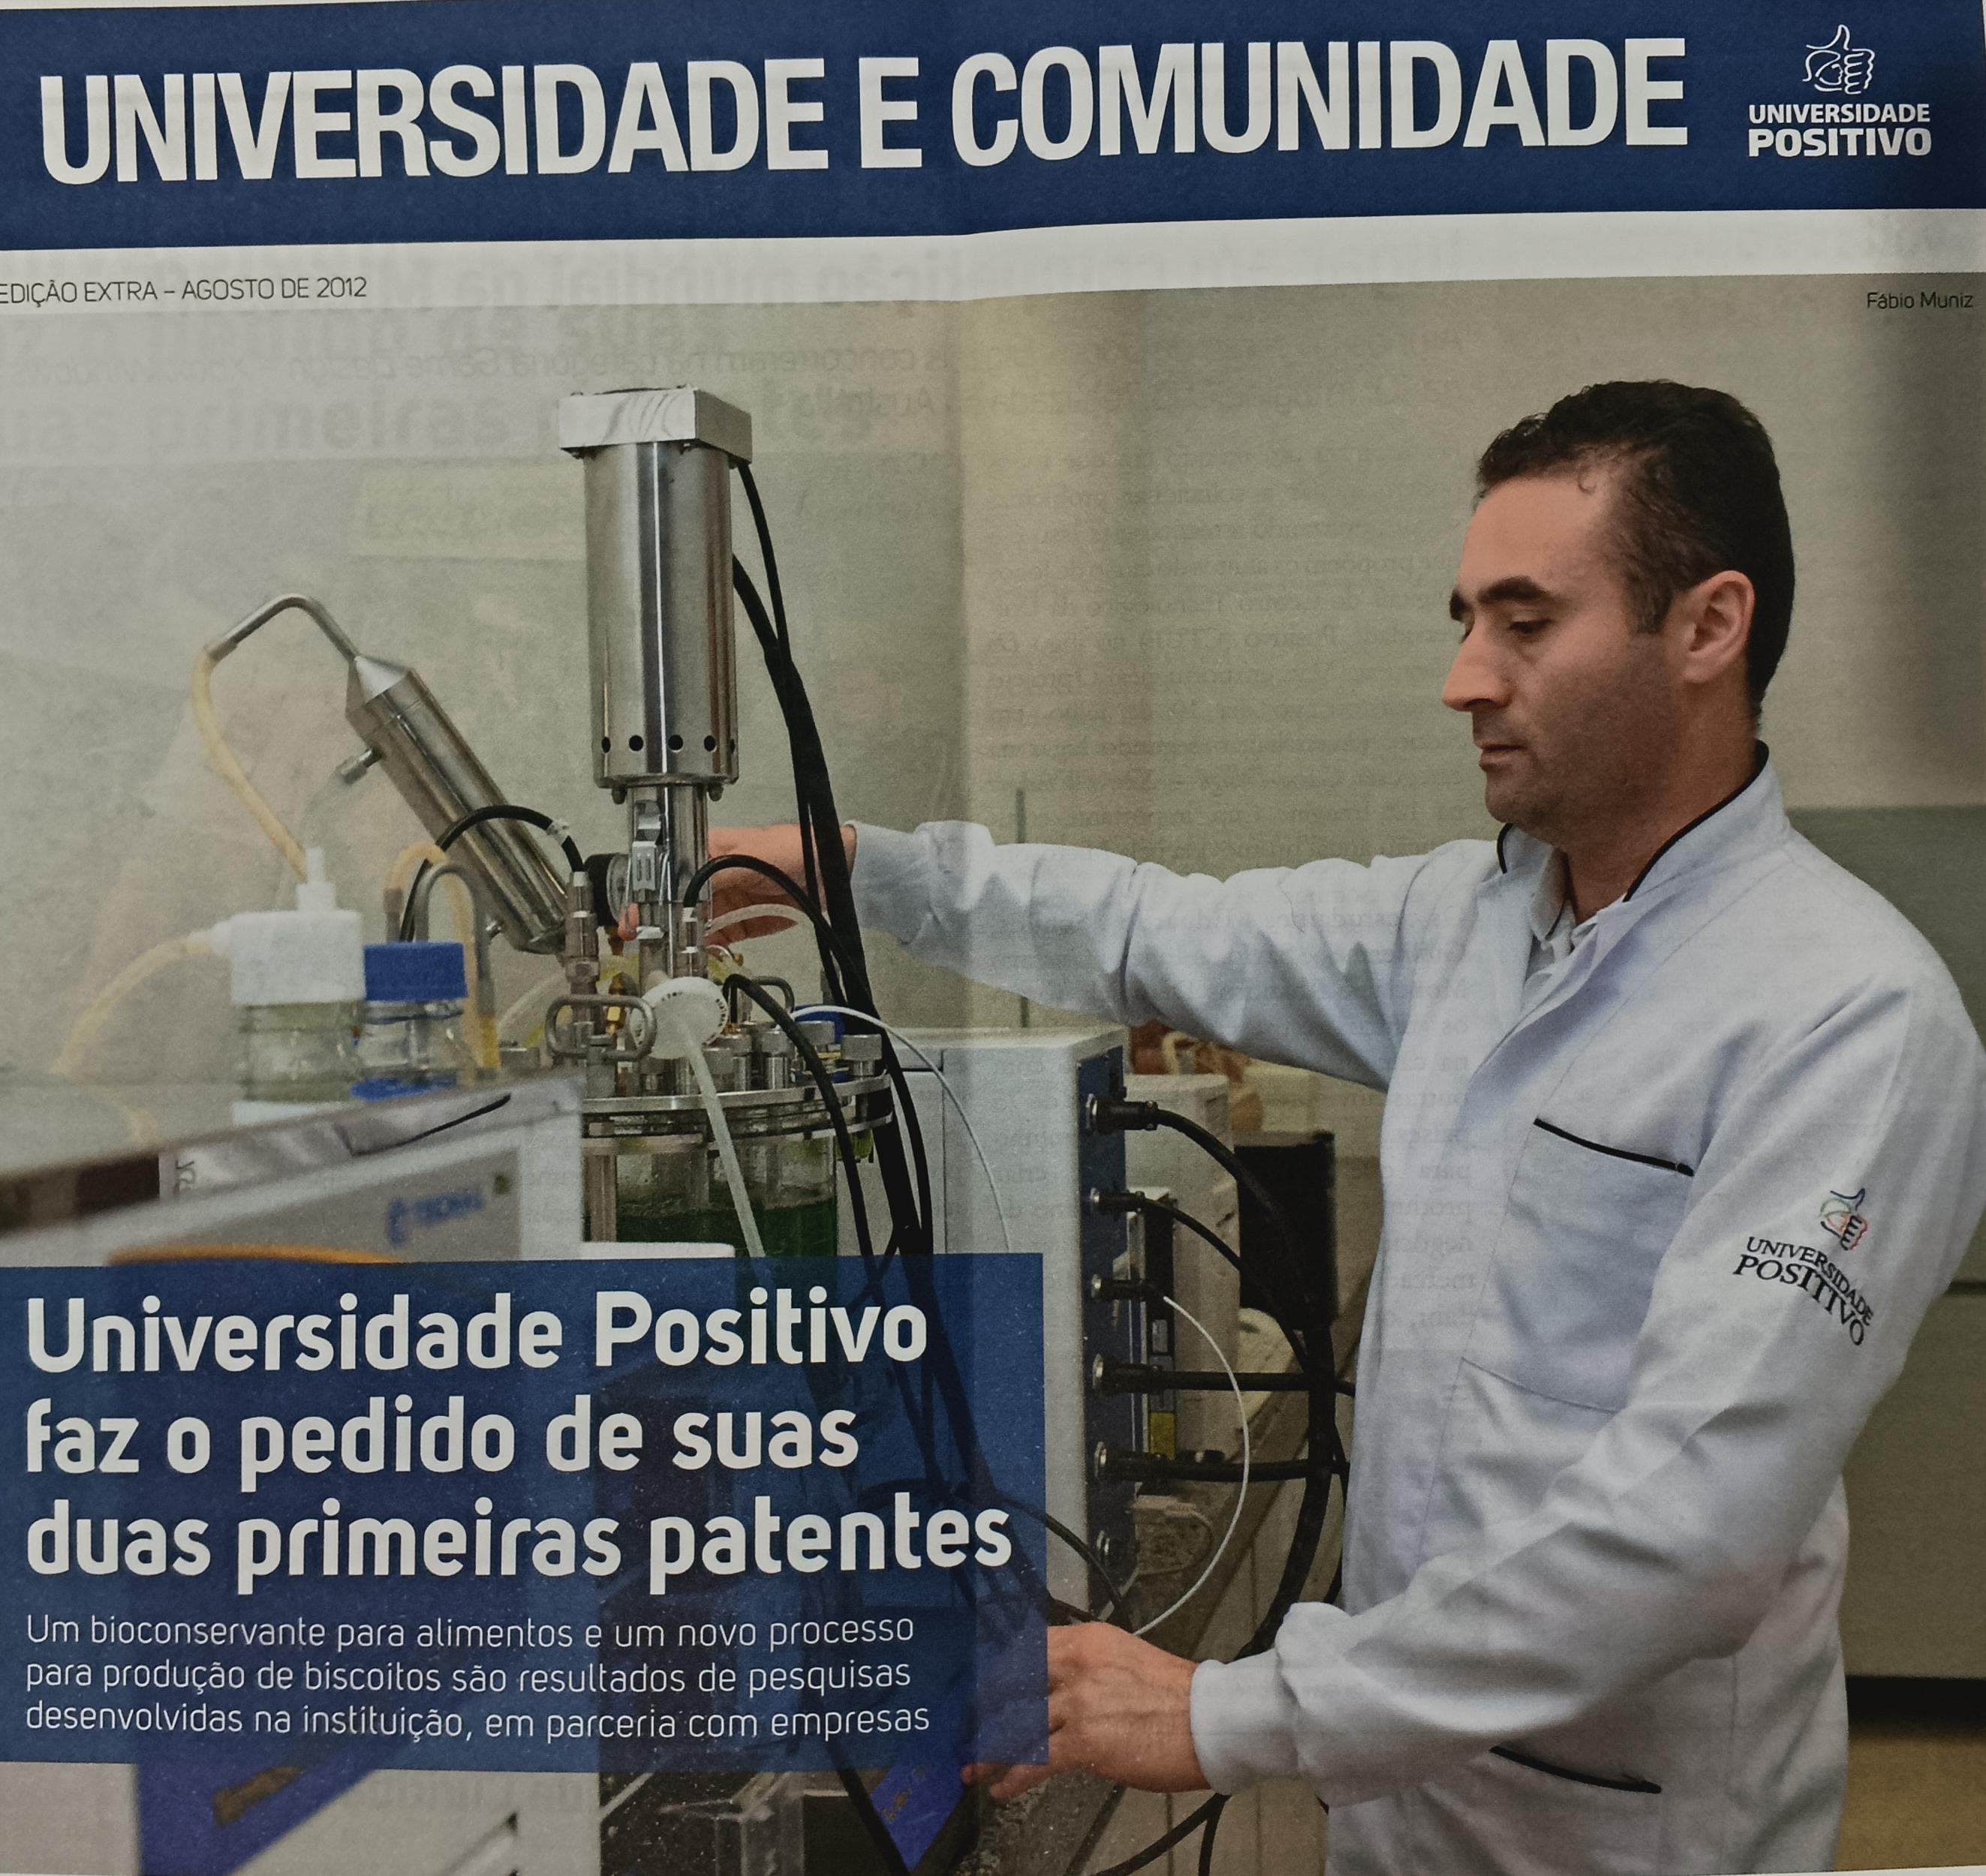 UNIVERSIDADE E COMUNIDADE
UNIVERSIDADE
POSITIVO
EDIÇÃO EXTRA – AGOSTO DE 2012
Fábio Muniz
UNIVERSIDADE
POSITIVO
Universidade Positivo
faz o pedido de suas
duas primeiras patentes
Um bioconservante para alimentos e um novo processo
para produção de biscoitos são resultados de pesquisas
desenvolvidas na instituição, em parceria com empresas